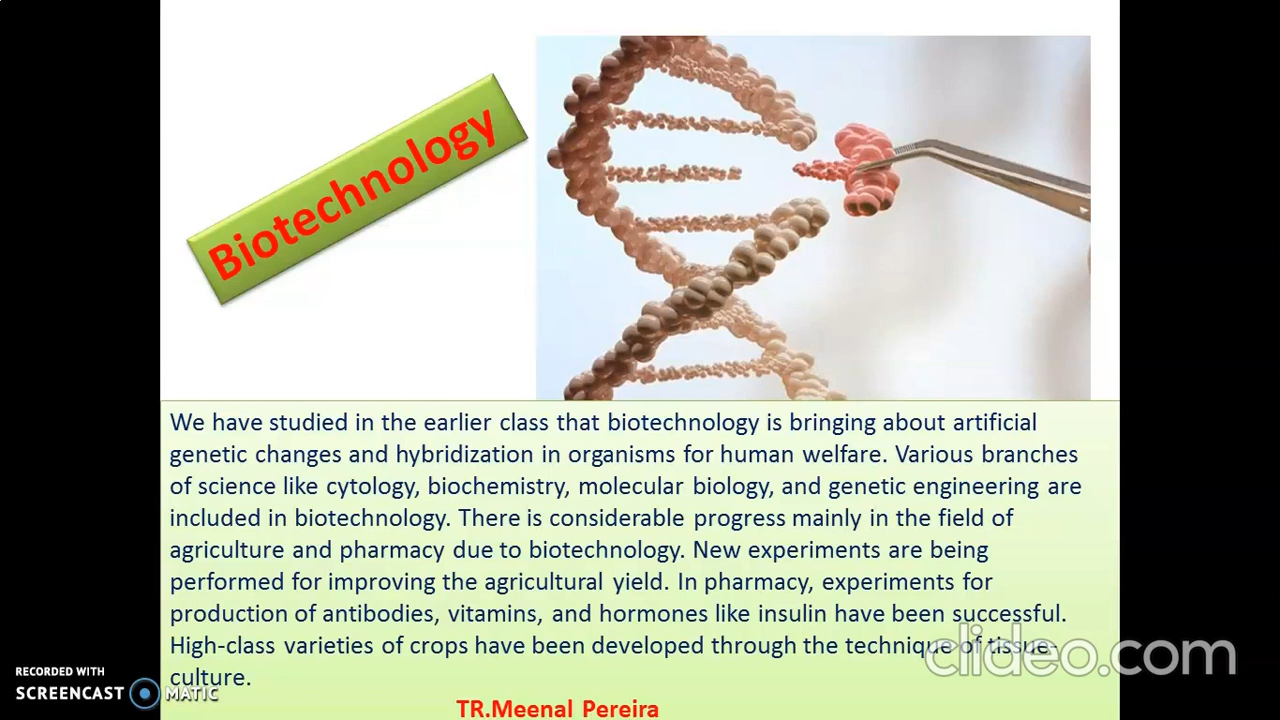 Biotechnology
We have studied in the earlier class that biotechnology is bringing about artificial
genetic changes and hybridization in organisms for human welfare. Various branches
of science like cytology, biochemistry, molecular biology, and genetic engineering are
included in biotechnology. There is considerable progress mainly in the field of
agriculture and pharmacy due to biotechnology. New experiments are being
performed for improving the agricultural yield. In pharmacy, experiments for
production of antibodies, vitamins, and hormones like insulin have been successful.
High-class varieties of crops have been developed through the technique of tissue-
culture.
TR.Meenal Pereira
clideo.com
RECORDED WITH
SCREENCAST MATIC